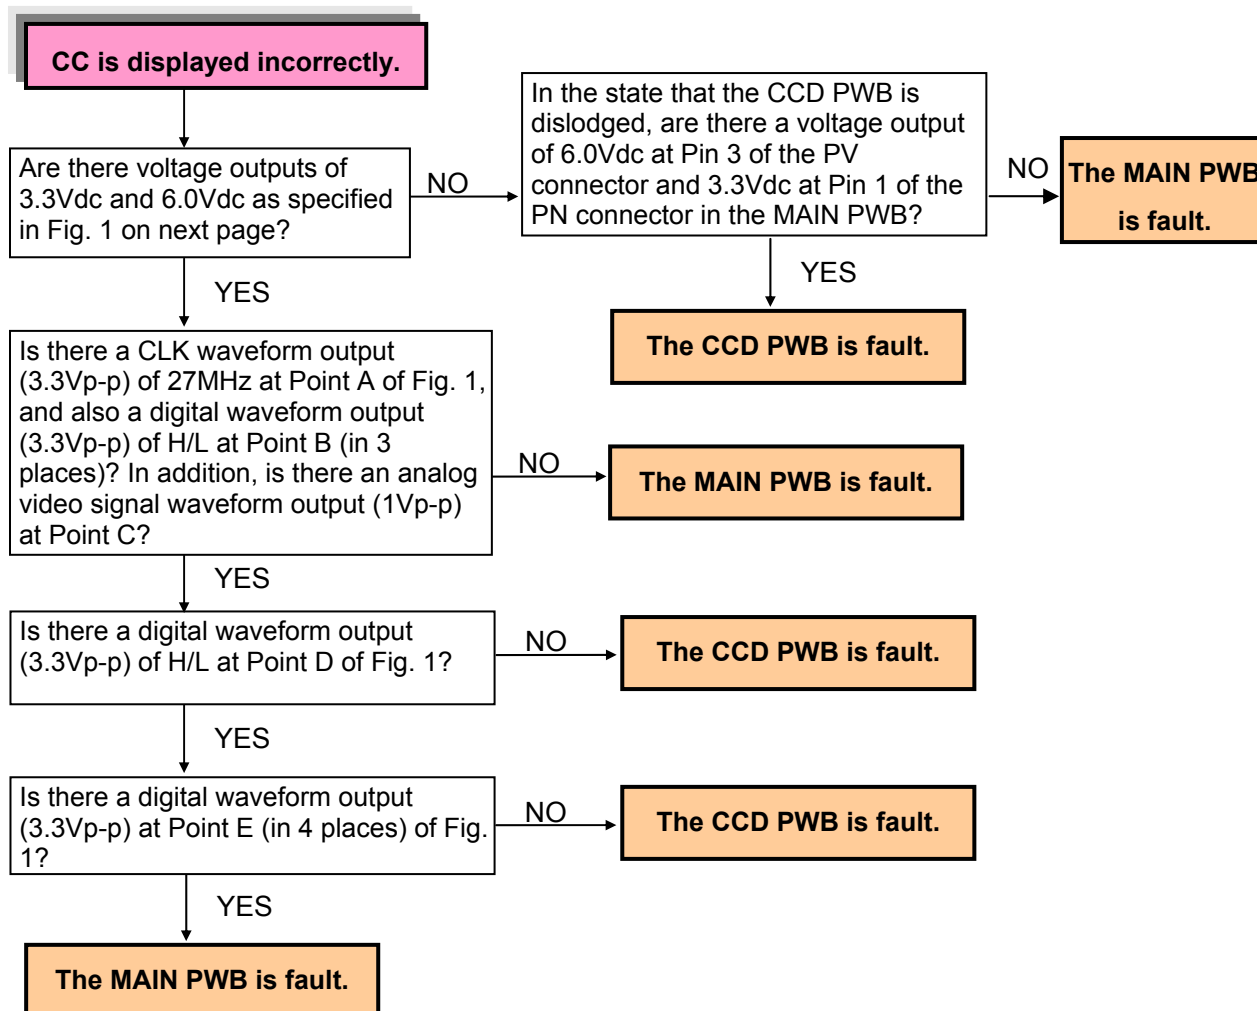 CC is displayed incorrectly.
Are there voltage outputs of
3.3Vdc and 6.0Vdc as specified
in Fig. 1 on next page?
NO
In the state that the CCD PWB is
dislodged, are there a voltage output
of 6.0Vdc at Pin 3 of the PV
connector and 3.3Vdc at Pin 1 of the
PN connector in the MAIN PWB?
NO
The MAIN PWB
is fault.
YES
The CCD PWB is fault.
YES
Is there a CLK waveform output
(3.3Vp-p) of 27MHz at Point A of Fig. 1,
and also a digital waveform output
(3.3Vp-p) of H/L at Point B (in 3
places)? In addition, is there an analog
video signal waveform output (1Vp-p)
at Point C?
NO
The MAIN PWB is fault.
YES
Is there a digital waveform output
(3.3Vp-p) of H/L at Point D of Fig. 1?
NO
The CCD PWB is fault.
YES
Is there a digital waveform output
(3.3Vp-p) at Point E (in 4 places) of Fig.
1?
NO
The CCD PWB is fault.
YES
The MAIN PWB is fault.